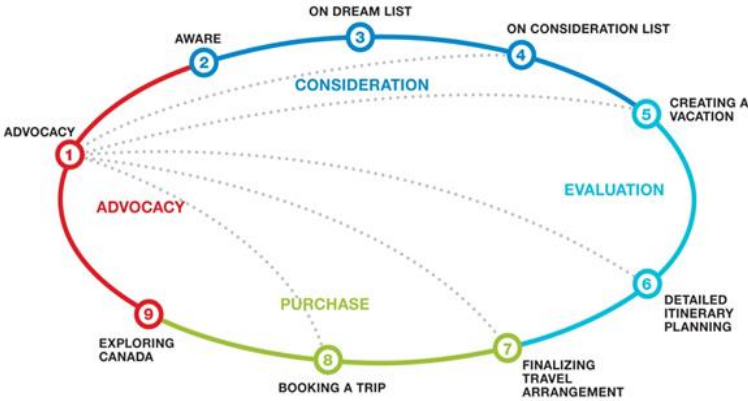 ON DREAM LIST
3
AWARE
2
ON CONSIDERATION LIST
4
CONSIDERATION
CREATING A
VACATION
5
ADVOCACY
1
EVALUATION
ADVOCACY
6
DETAILED
ITINERARY
PLANNING
PURCHASE
9
EXPLORING
CANADA
8
BOOKING A TRIP
7
FINALIZING
TRAVEL
ARRANGEMENT